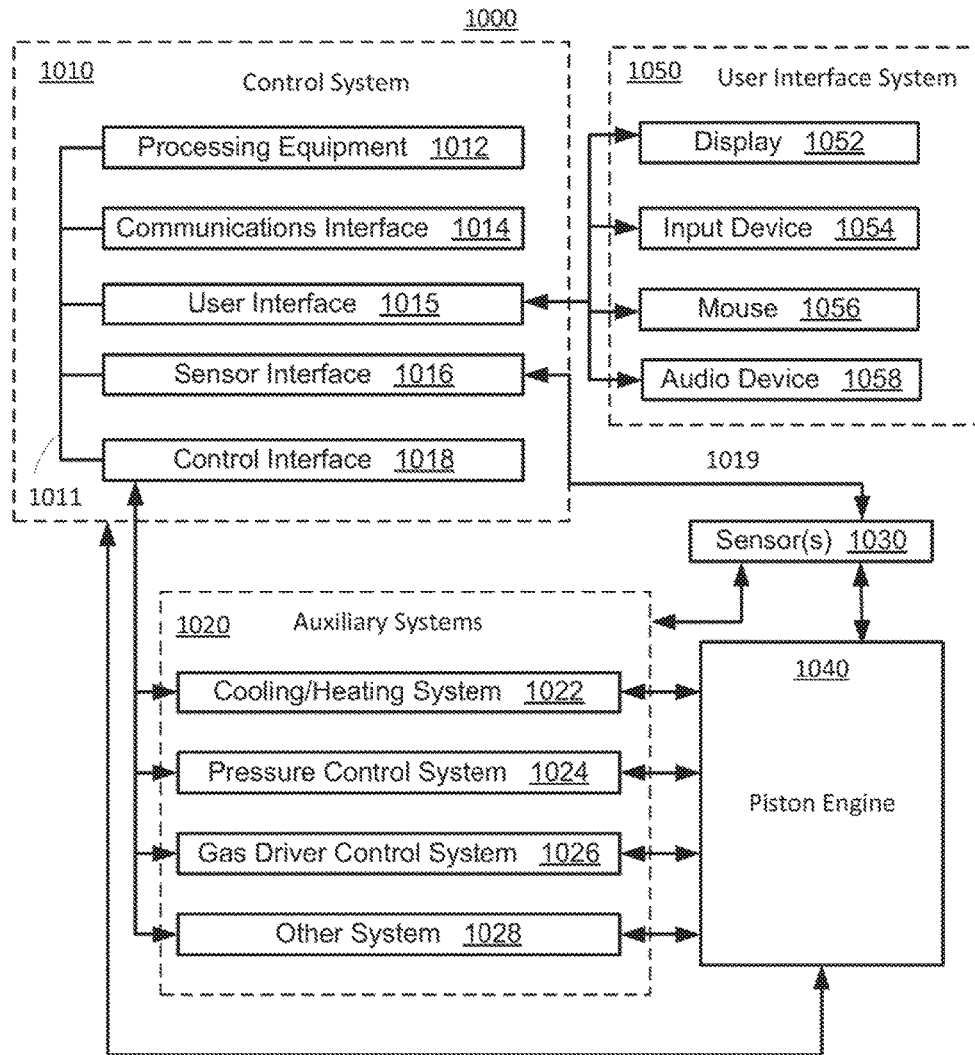 1000
1010 Control System
Processing Equipment 1012
Communications Interface 1014
User Interface 1015
Sensor Interface 1016
Control Interface 1018
1011
1050 User Interface System
Display 1052
Input Device 1054
Mouse 1056
Audio Device 1058
1019
Sensor(s) 1030
1020 Auxiliary Systems
Cooling/Heating System 1022
Pressure Control System 1024
Gas Driver Control System 1026
Other System 1028
1040
Piston Engine